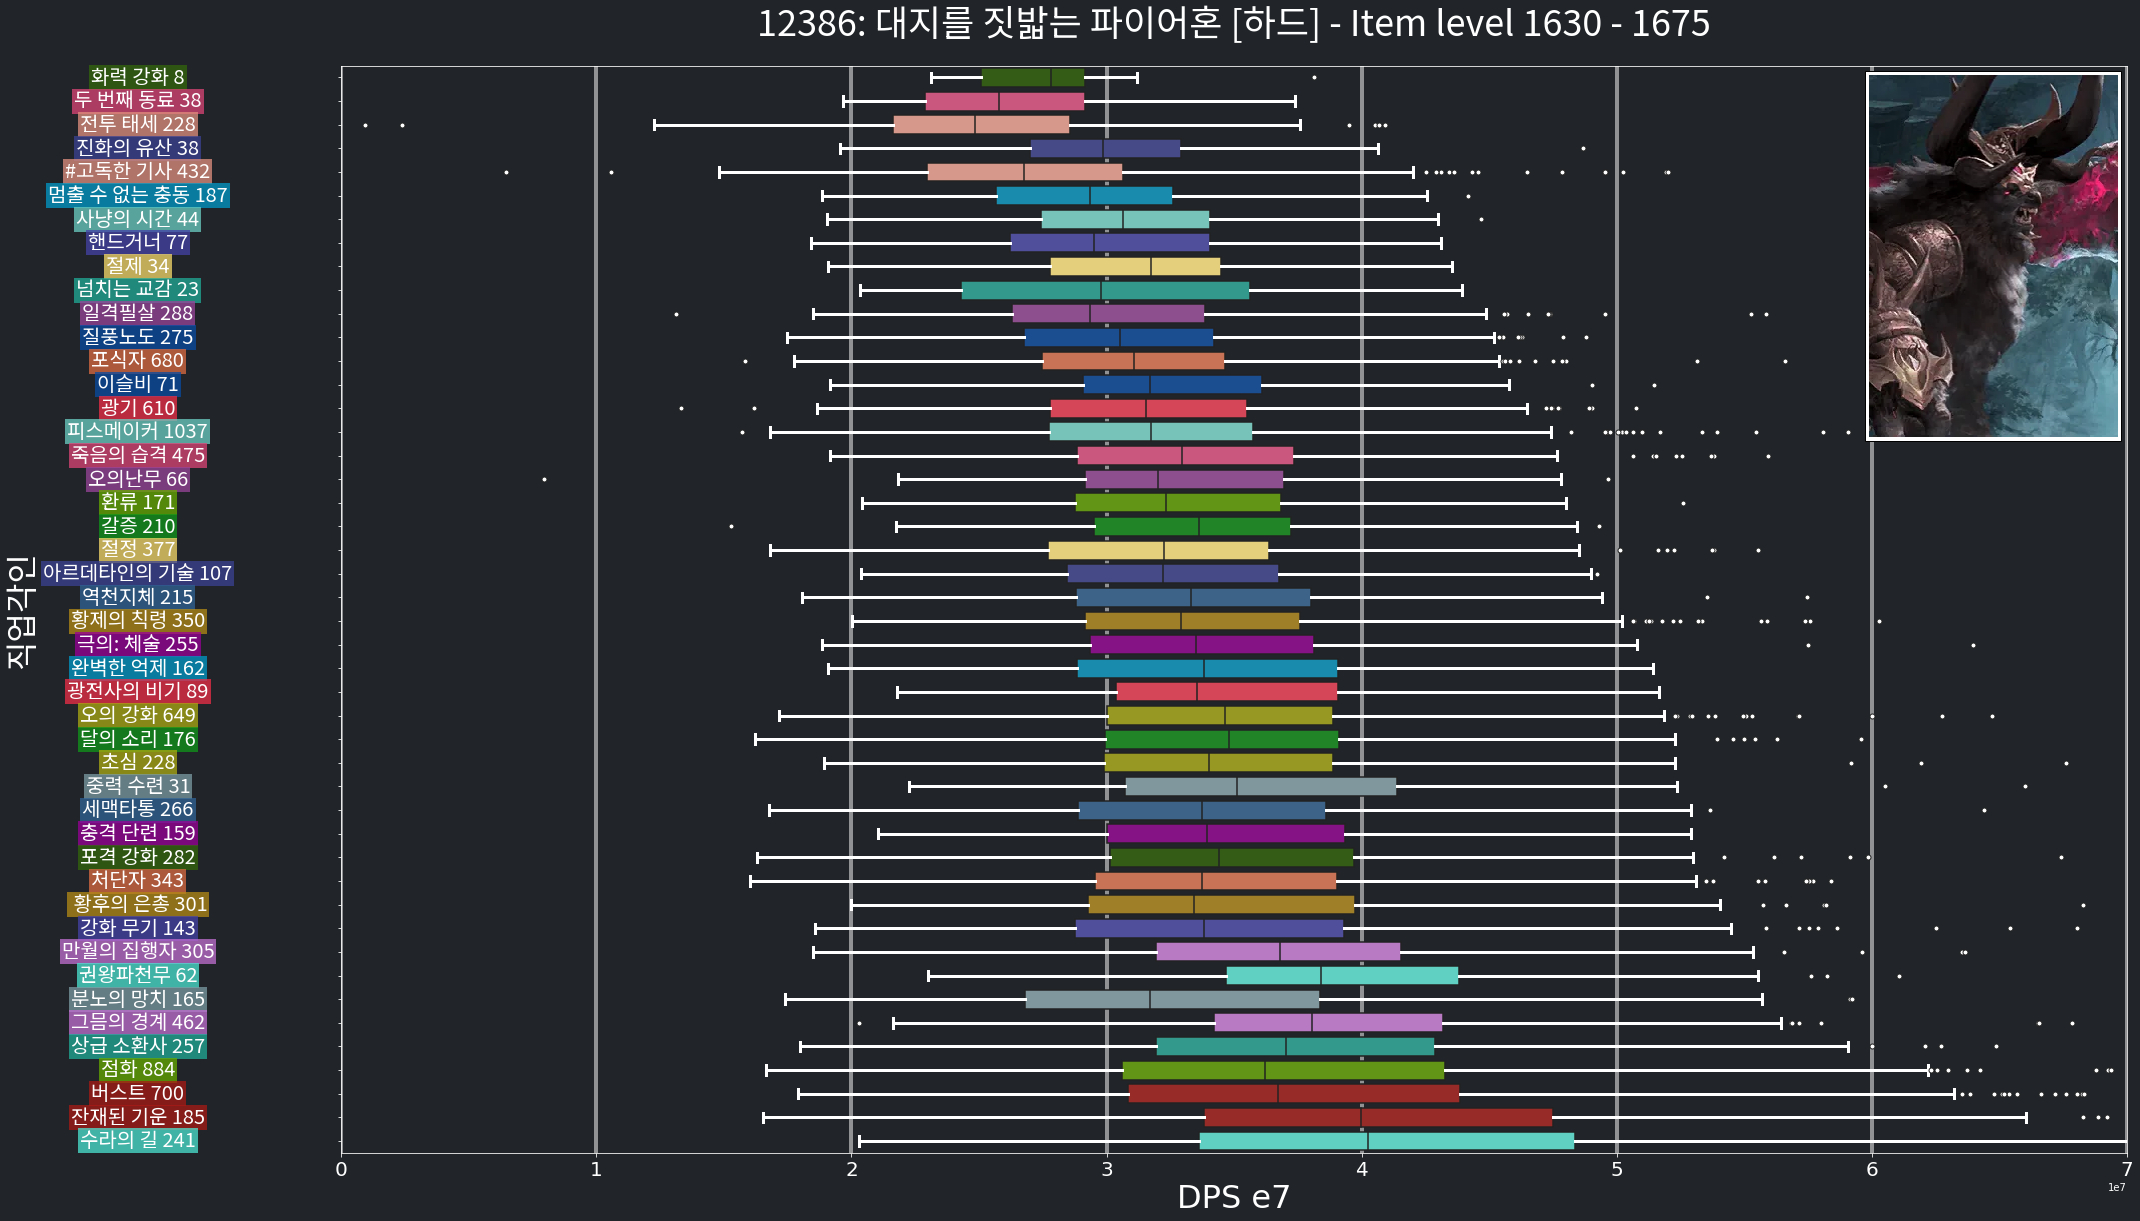 12386: 대지를 짓밟는 파이어혼 [하드] - Item level 1630 - 1675
직업각인
화력 강화 8
두 번째 동료 38
전투 태세 228
진화의 유산 38
#고독한 기사 432
멈출 수 없는 충동 187
사냥의 시간 44
핸드거너 77
절제 34
넘치는 교감 23
일격필살 288
질풍노도 275
포식자 680
이슬비 71
광기 610
피스메이커 1037
죽음의 습격 475
오의난무 66
환류 171
갈증 210
절정 377
아르데타인의 기술 107
역천지체 215
황제의 칙령 350
극의: 체술 255
완벽한 억제 162
광전사의 비기 89
오의 강화 649
달의 소리 176
초심 228
중력 수련 31
세맥타통 266
충격 단련 159
포격 강화 282
처단자 343
황후의 은총 301
강화 무기 143
만월의 집행자 305
권왕파천무 62
분노의 망치 165
그믐의 경계 462
상급 소환사 257
점화 884
버스트 700
잔재된 기운 185
수라의 길 241
0 1 2 3 4 5 6 7
1e7
DPS e7